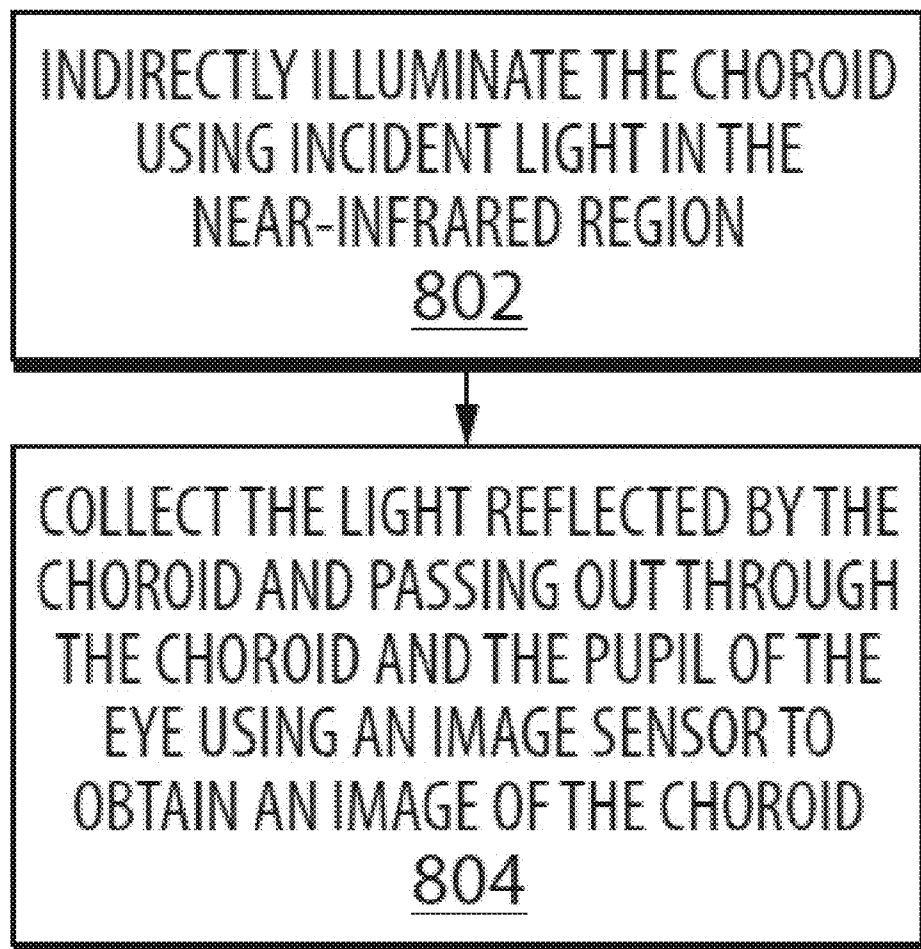 INDIRECTLY ILLUMINATE THE CHOROID
USING INCIDENT LIGHT IN THE
NEAR-INFRARED REGION
802
COLLECT THE LIGHT REFLECTED BY THE
CHOROID AND PASSING OUT THROUGH
THE CHOROID AND THE PUPIL OF THE
EYE USING AN IMAGE SENSOR TO
OBTAIN AN IMAGE OF THE CHOROID
804